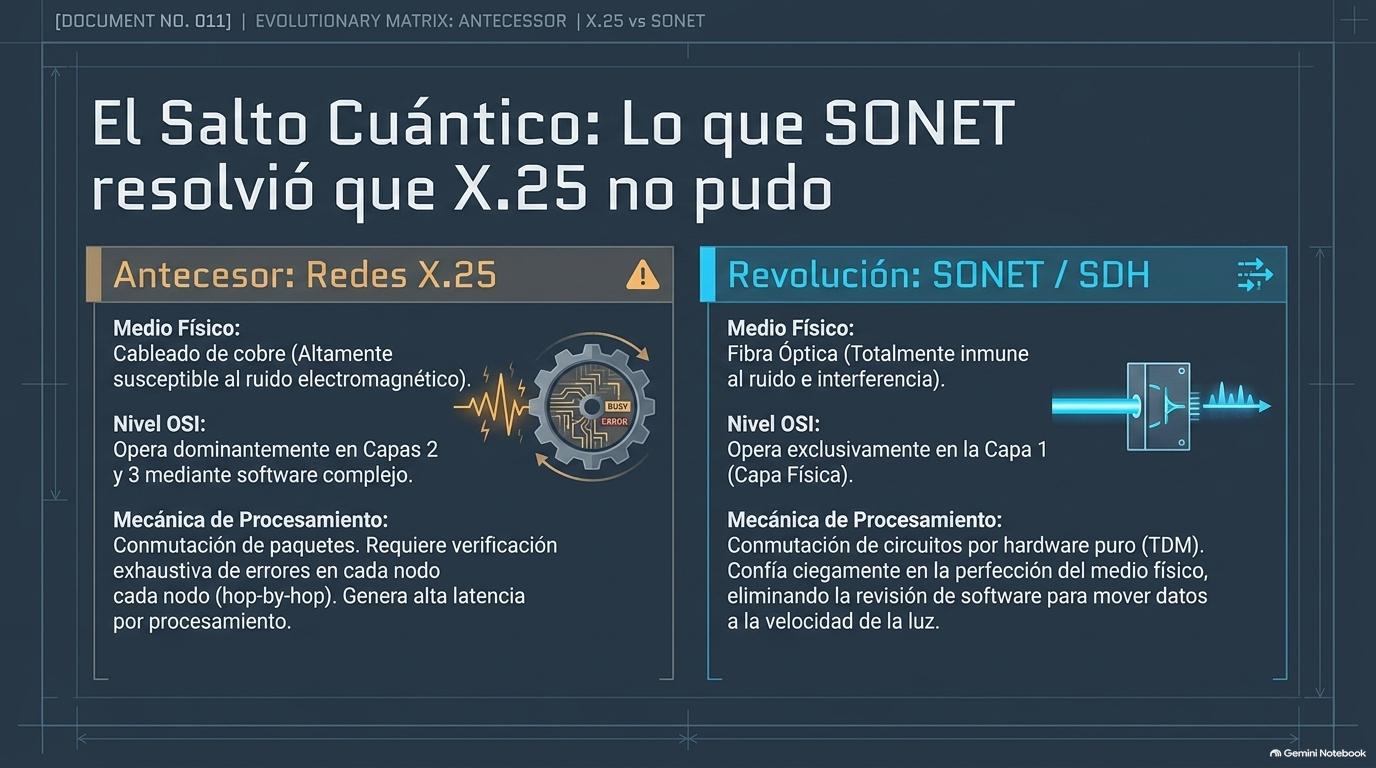 [DOCUMENT NO. 011] | EVOLUTIONARY MATRIX: ANTECESSOR | X.25 vs SONET
El Salto Cuántico: Lo que SONET
resolvió que X.25 no pudo
Antecesor: Redes X.25
Medio Físico:
Cableado de cobre (Altamente
susceptible al ruido electromagnético).
BUSY
ERROR
Nivel OSI:
Opera dominantemente en Capas 2
y 3 mediante software complejo.
Mecánica de Procesamiento:
Conmutación de paquetes. Requiere verificación
exhaustiva de errores en cada nodo
cada nodo (hop-by-hop). Genera alta latencia
por procesamiento.
Revolución: SONET / SDH
Medio Físico:
Fibra Óptica (Totalmente inmune
al ruido e interferencia).
Nivel OSI:
Opera exclusivamente en la Capa 1
(Capa Física).
Mecánica de Procesamiento:
Conmutación de circuitos por hardware puro (TDM).
Confía ciegamente en la perfección del medio físico,
eliminando la revisión de software para mover datos
a la velocidad de la luz.
Gemini Notebook